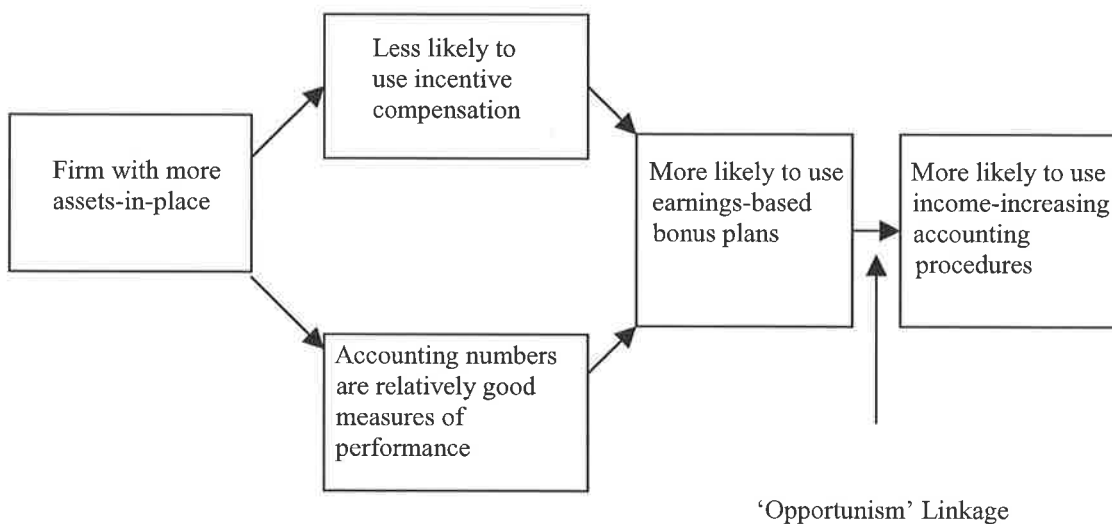 Less likely to
use incentive
compensation
Firm with more
assets-in-place
More likely to use
earnings-based
bonus plans
More likely to use
income-increasing
accounting
procedures
Accounting numbers
are relatively good
measures of
performance
‘Opportunism’ Linkage